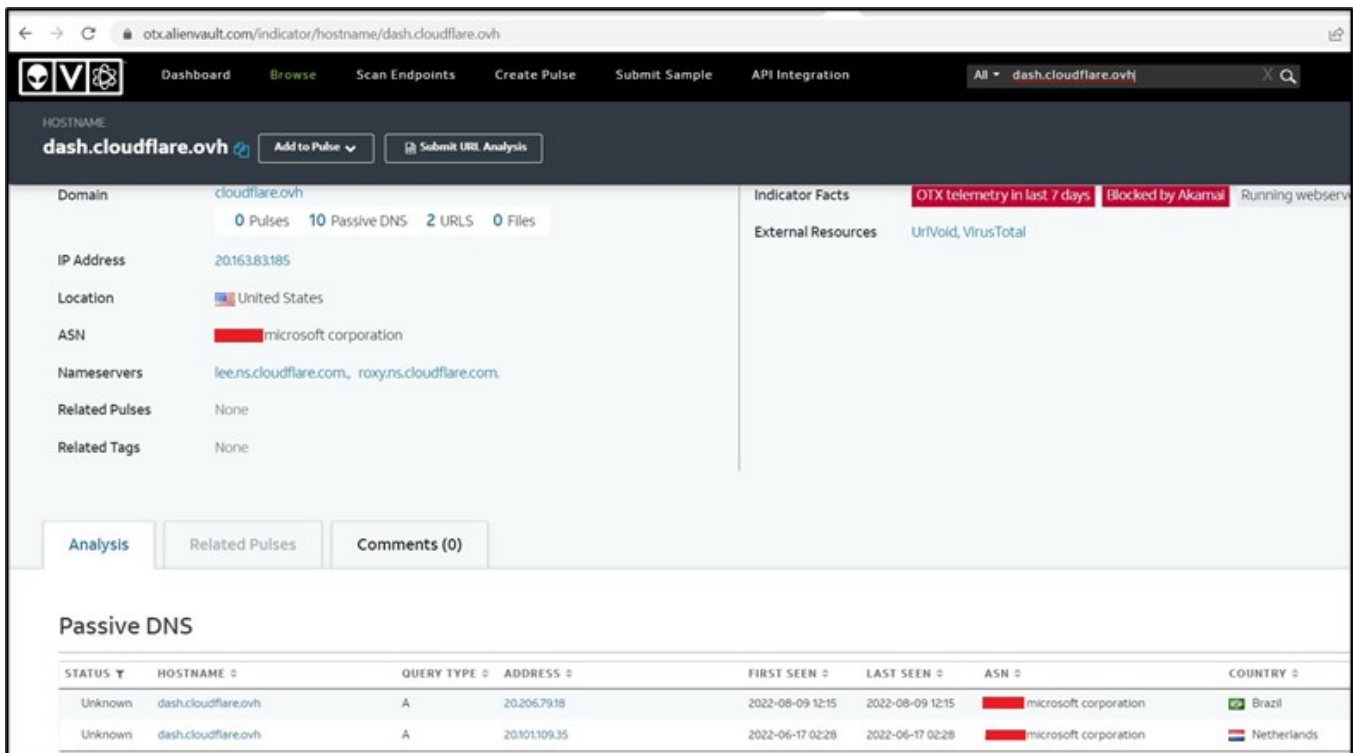 otx.alienvault.com/indicator/hostname/dash.cloudflare.ovh
Dashboard Browse Scan Endpoints Create Pulse Submit Sample API Integration All dash.cloudflare.ovh X
HOSTNAME
dash.cloudflare.ovh Add to Pulse Submit URL Analysis
Domain cloudflare.ovh Indicator Facts OTX telemetry in last 7 days Blocked by Akamai Running webserve
0 Pulses 10 Passive DNS 2 URLS 0 Files
External Resources UrlVoid, VirusTotal
IP Address 20.163.83.185
Location United States
ASN microsoft corporation
Nameservers lee.ns.cloudflare.com., roxy.ns.cloudflare.com.
Related Pulses None
Related Tags None
Analysis Related Pulses Comments (0)
Passive DNS
STATUS HOSTNAME QUERY TYPE ADDRESS FIRST SEEN LAST SEEN ASN COUNTRY
Unknown dash.cloudflare.ovh A 20.206.79.18 2022-08-09 12:15 2022-08-09 12:15 microsoft corporation Brazil
Unknown dash.cloudflare.ovh A 20.101.109.35 2022-06-17 02:28 2022-06-17 02:28 microsoft corporation Netherlands